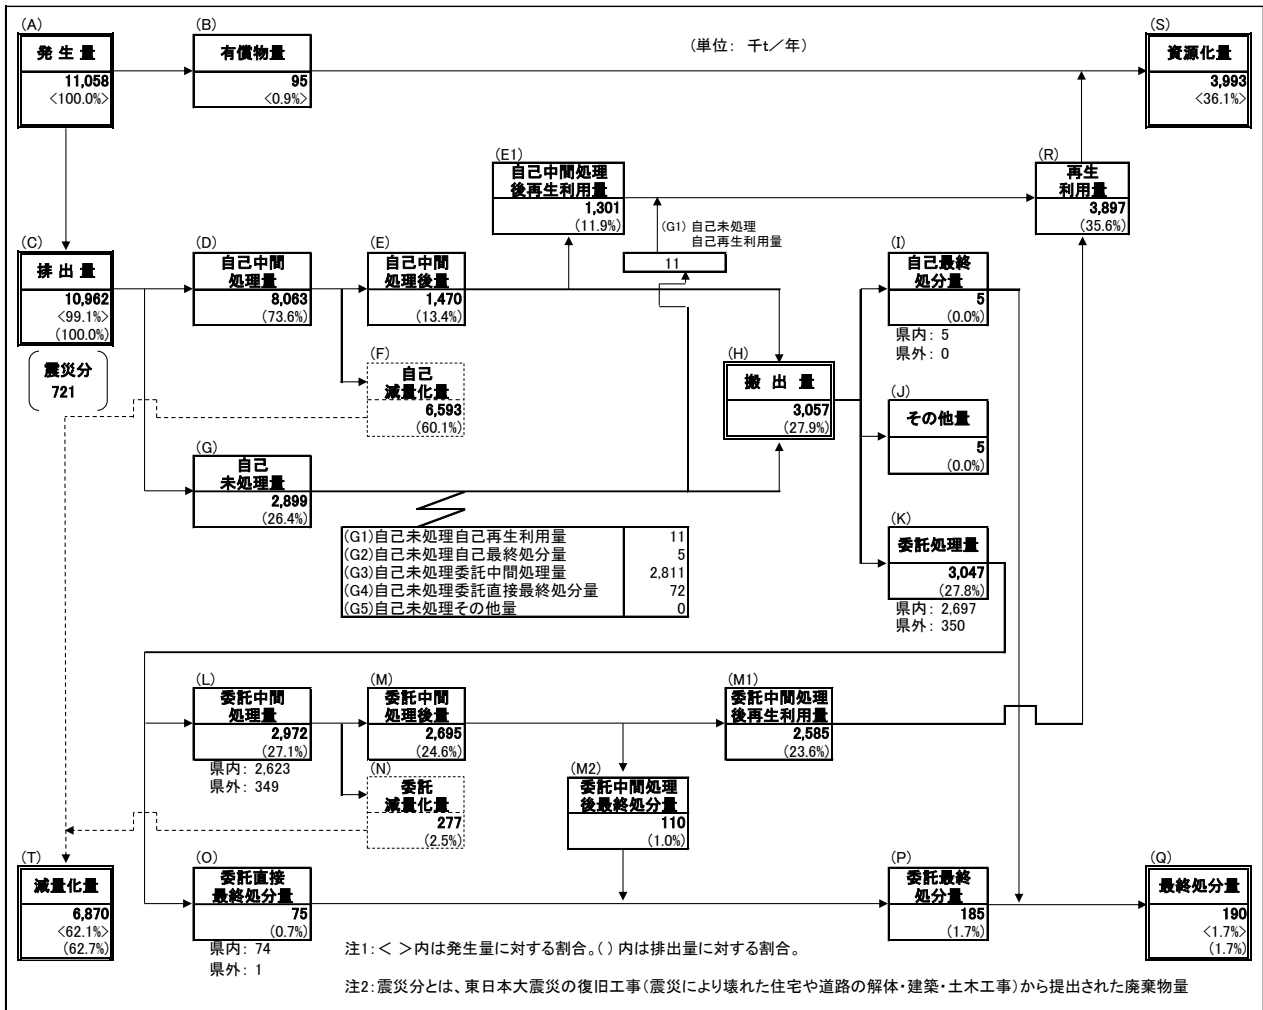 (A)
発 生 量
11,058
<100.0%>
(B)
有償物量
95
<0.9%>
(単位: 千t/年)
(S)
資源化量
3,993
<36.1%>
(E1)
自己中間処理
後再生利用量
1,301
(11.9%)
(R)
再生
利用量
3,897
(35.6%)
(G1) 自己未処理
自己再生利用量
11
(C)
排 出 量
10,962
<99.1%>
(100.0%)
震災分
721
(D)
自己中間
処理量
8,063
(73.6%)
(E)
自己中間
処理後量
1,470
(13.4%)
(F)
自己
減量化量
6,593
(60.1%)
(G)
自己
未処理量
2,899
(26.4%)
(G1)自己未処理自己再生利用量 11
(G2)自己未処理自己最終処分量 5
(G3)自己未処理委託中間処理量 2,811
(G4)自己未処理委託直接最終処分量 72
(G5)自己未処理その他量 0
(H)
搬 出 量
3,057
(27.9%)
(I)
自己最終
処分量
5
(0.0%)
県内: 5
県外: 0
(J)
その他量
5
(0.0%)
(K)
委託処理量
3,047
(27.8%)
県内: 2,697
県外: 350
(L)
委託中間
処理量
2,972
(27.1%)
県内: 2,623
県外: 349
(M)
委託中間
処理後量
2,695
(24.6%)
(N)
委託
減量化量
277
(2.5%)
(M1)
委託中間処理
後再生利用量
2,585
(23.6%)
(M2)
委託中間処理
後最終処分量
110
(1.0%)
(T)
減量化量
6,870
<62.1%>
(62.7%)
(O)
委託直接
最終処分量
75
(0.7%)
県内: 74
県外: 1
(P)
委託最終
処分量
185
(1.7%)
(Q)
最終処分量
190
<1.7%>
(1.7%)
注1:< >内は発生量に対する割合。( )内は排出量に対する割合。
注2:震災分とは、東日本大震災の復旧工事(震災により壊れた住宅や道路の解体・建築・土木工事)から提出された廃棄物量